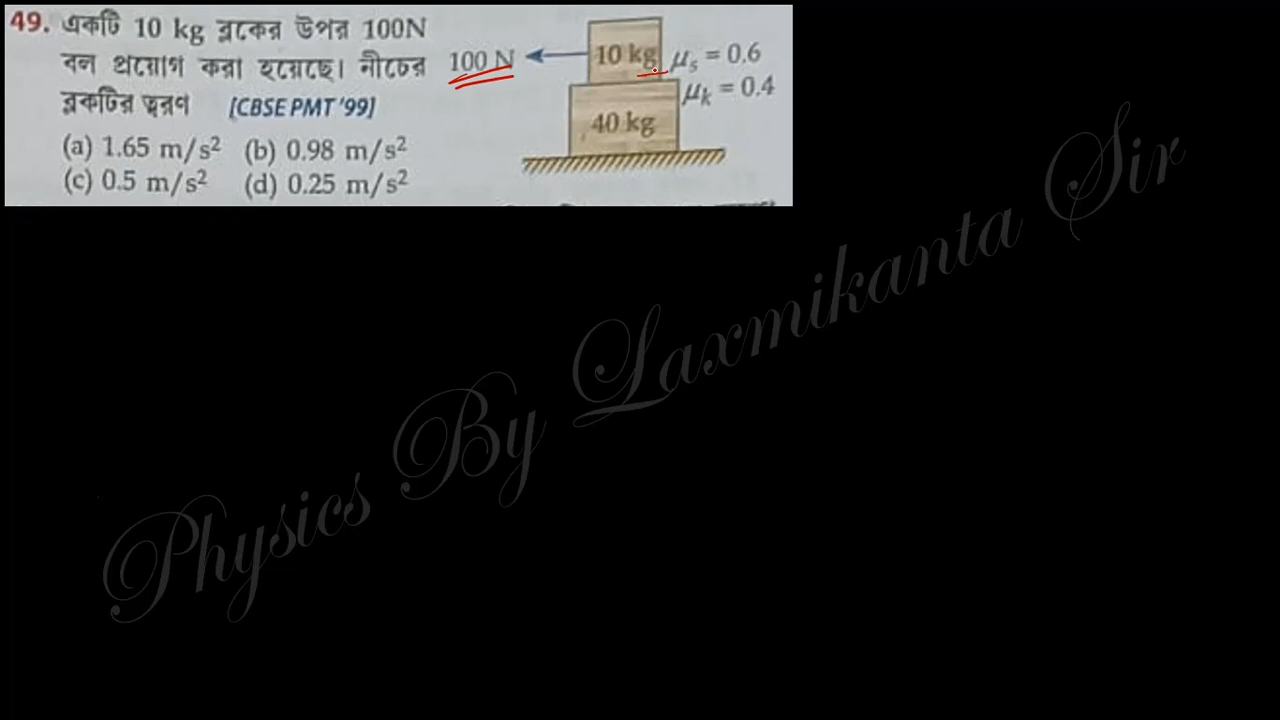 49. একটি 10 kg ব্লকের উপর 100N
বল প্রয়োগ করা হয়েছে। নীচের
ব্লকটির ত্বরণ [CBSE PMT '99]
(a) 1.65 m/s² (b) 0.98 m/s²
(c) 0.5 m/s² (d) 0.25 m/s²
100 N
10 kg
μs = 0.6
μk = 0.4
40 kg
Physics By Laxmikanta Sir